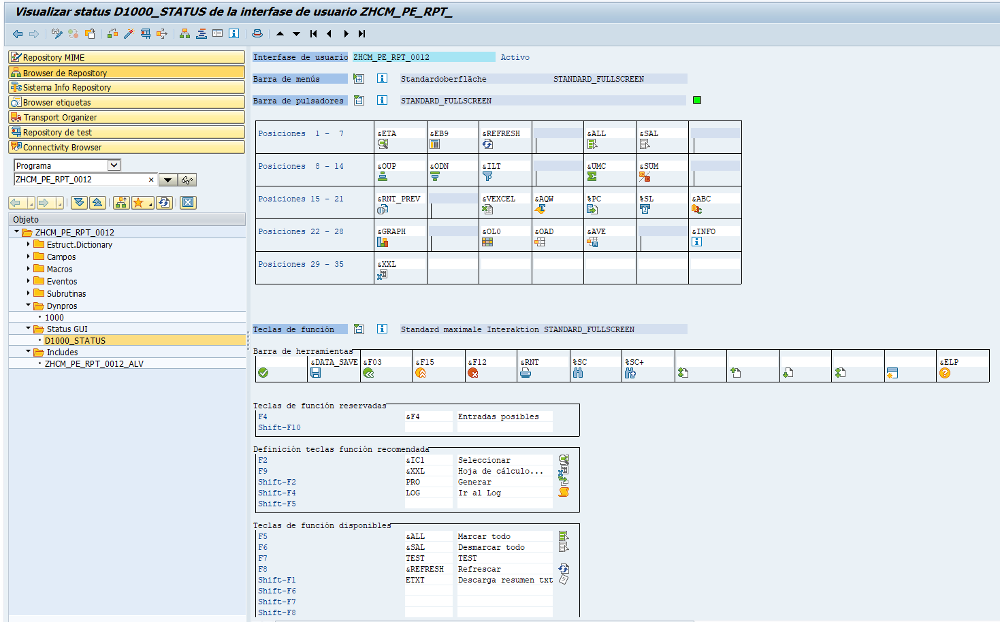 Visualizar status D1000_STATUS de la interfase de usuario ZHCM_PE_RPT_
Repository MIME
Browser de Repository
Sistema Info Repository
Browser etiquetas
Transport Organizer
Repository de test
Connectivity Browser
Programa
ZHCM_PE_RPT_0012
Objeto
ZHCM_PE_RPT_0012
Estruct.Dictionary
Campos
Macros
Eventos
Subrutinas
Dynpros
1000
Status GUI
D1000_STATUS
Includes
ZHCM_PE_RPT_0012_ALV
Interfase de usuario ZHCM_PE_RPT_0012 Activo
Barra de menús Standardoberfläche STANDARD_FULLSCREEN
Barra de pulsadores STANDARD_FULLSCREEN
Posiciones 1 - 7 &ETA &EB9 &REFRESH &ALL &SAL
Posiciones 8 - 14 &OUP &ODN &ILT &UMC &SUM
Posiciones 15 - 21 &RNT_PREV &VEXCEL &AQW %PC %SL &ABC
Posiciones 22 - 28 &GRAPH &OL0 &OAD &AVE &INFO
Posiciones 29 - 35 &XXL
Teclas de función Standard maximale Interaktion STANDARD_FULLSCREEN
Barra de herramientas
&DATA_SAVE &F03 &F15 &F12 &RNT %SC %SC+ &ELP
Teclas de función reservadas
F4 &F4 Entradas posibles
Shift-F10
Definición teclas función recomendada
F2 &IC1 Seleccionar
F9 &XXL Hoja de cálculo...
Shift-F2 PRO Generar
Shift-F4 LOG Ir al Log
Shift-F5
Teclas de función disponibles
F5 &ALL Marcar todo
F6 &SAL Desmarcar todo
F7 TEST TEST
F8 &REFRESH Refrescar
Shift-F1 ETXT Descarga resumen txt
Shift-F6
Shift-F7
Shift-F8